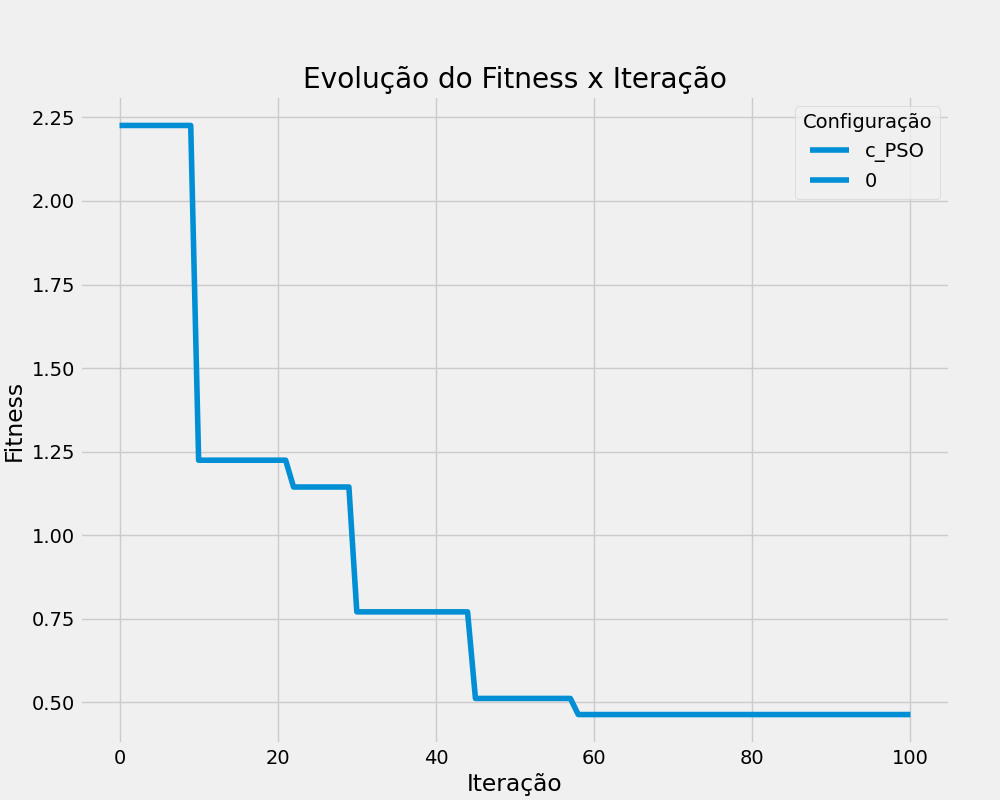 Evolução do Fitness x Iteração
Configuração
c_PSO
0
Fitness
2.25
2.00
1.75
1.50
1.25
1.00
0.75
0.50
0 20 40 60 80 100
Iteração